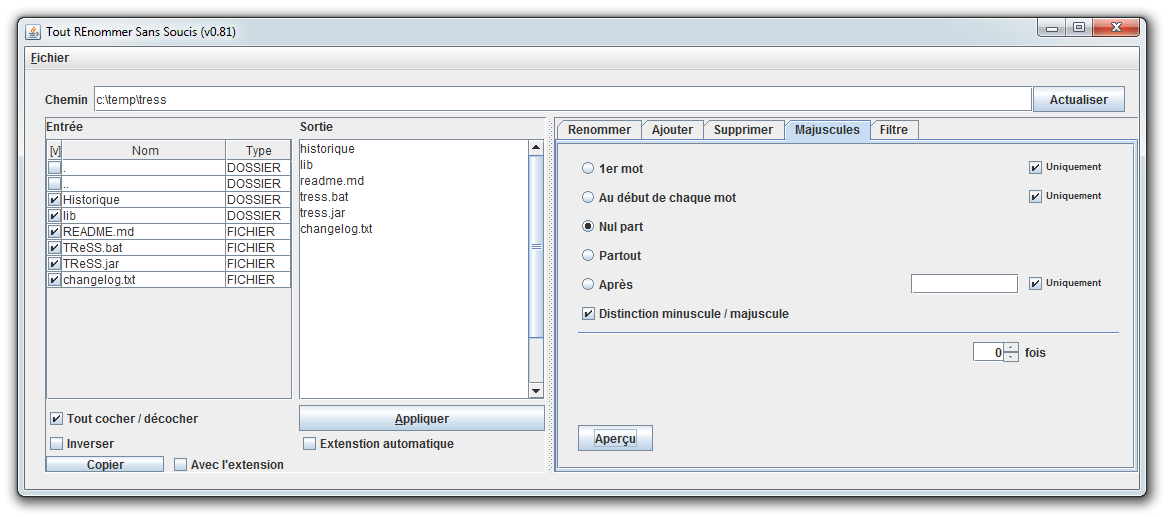 Tout REnommer Sans Soucis (v0.81)
Fichier
Chemin c:\temp\tress Actualiser
Entrée
[v] Nom Type
. DOSSIER
.. DOSSIER
Historique DOSSIER
lib DOSSIER
README.md FICHIER
TReSS.bat FICHIER
TReSS.jar FICHIER
changelog.txt FICHIER
Tout cocher / décocher
Inverser
Copier Avec l'extension
Sortie
historique
lib
readme.md
tress.bat
tress.jar
changelog.txt
Appliquer
Extenstion automatique
Renommer Ajouter Supprimer Majuscules Filtre
1er mot Uniquement
Au début de chaque mot Uniquement
Nul part
Partout
Après Uniquement
Distinction minuscule / majuscule
0 fois
Aperçu